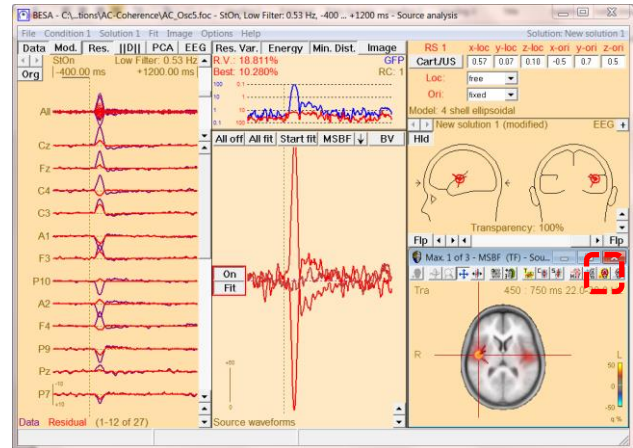 BESA - C:\...tions\AC-Coherence\AC_Osc5.foc - StOn, Low Filter: 0.53 Hz, -400 ... +1200 ms - Source analysis
File Condition 1 Solution 1 Fit Image Options Help Solution: New solution 1
Data Mod. Res. ||D|| PCA EEG Res. Var. Energy Min. Dist. Image
Org StOn Low Filter: 0.53 Hz
-400.00 ms +1200.00 ms
R.V.: 18.811% GFP
Best: 10.280% RC: 1
RS 1 x-loc y-loc z-loc x-ori y-ori z-ori
Cart./US 0.57 0.07 0.10 -0.5 0.7 0.5
Loc: free
Ori: fixed
Model: 4 shell ellipsoidal
New solution 1 (modified) EEG +
Hld
All off All fit Start fit MSBF BV
All
Cz
Fz
C4
C3
A1
F3
P10
A2
F4
P9
Pz
P7
On
Fit
Transparency: 100%
Flp Flp
Max. 1 of 3 - MSBF (TF) - Sou...
Tra 450 : 750 ms
R L
50
0
-50
q %
Data Residual (1-12 of 27) Source waveforms